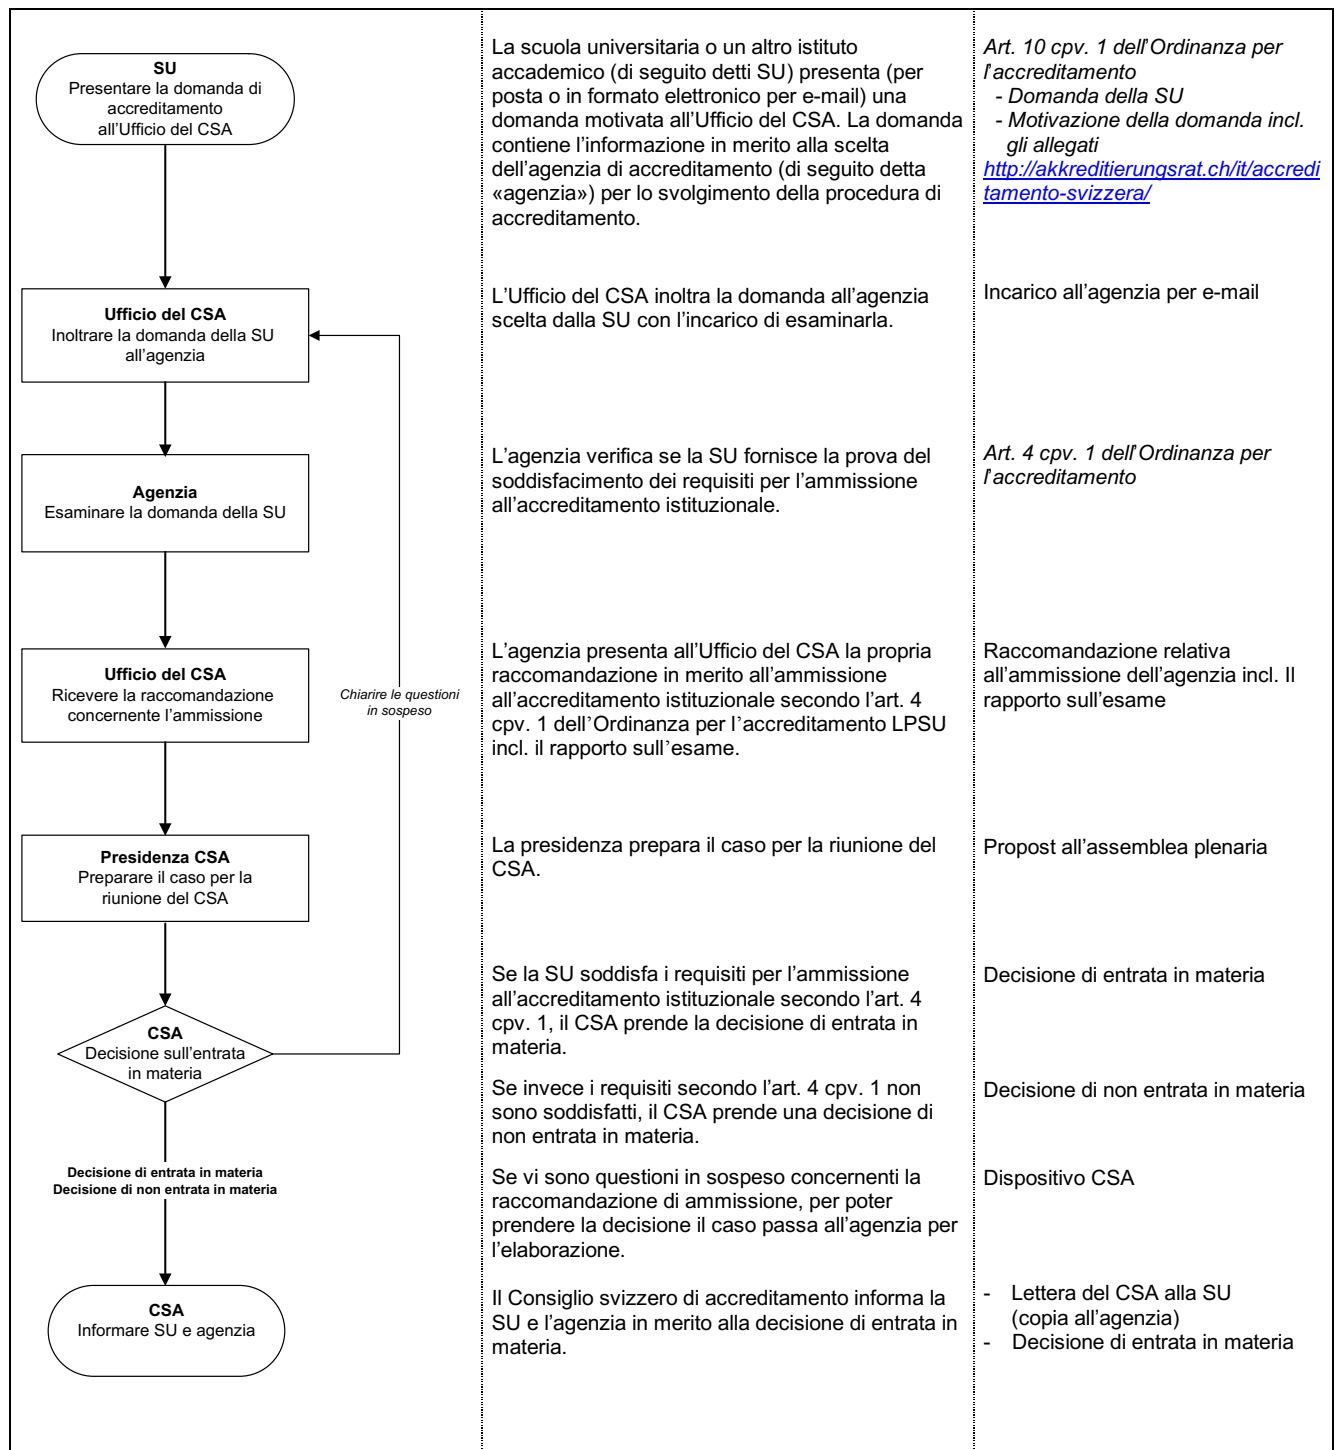 SU
Presentare la domanda di
accreditamento
all'Ufficio del CSA
La scuola universitaria o un altro istituto
accademico (di seguito detti SU) presenta (per
posta o in formato elettronico per e-mail) una
domanda motivata all'Ufficio del CSA. La domanda
contiene l'informazione in merito alla scelta
dell'agenzia di accreditamento (di seguito detta
«agenzia») per lo svolgimento della procedura di
accreditamento.
Art. 10 cpv. 1 dell'Ordinanza per
l'accreditamento
- Domanda della SU
- Motivazione della domanda incl.
gli allegati
http://akkreditierungsrat.ch/it/accredi
tamento-svizzera/
Ufficio del CSA
Inoltrare la domanda della SU
all'agenzia
L'Ufficio del CSA inoltra la domanda all'agenzia
scelta dalla SU con l'incarico di esaminarla.
Incarico all'agenzia per e-mail
Agenzia
Esaminare la domanda della SU
L'agenzia verifica se la SU fornisce la prova del
soddisfacimento dei requisiti per l'ammissione
all'accreditamento istituzionale.
Art. 4 cpv. 1 dell'Ordinanza per
l'accreditamento
Ufficio del CSA
Ricevere la raccomandazione
concernente l'ammissione
Chiarire le questioni
in sospeso
L'agenzia presenta all'Ufficio del CSA la propria
raccomandazione in merito all'ammissione
all'accreditamento istituzionale secondo l'art. 4
cpv. 1 dell'Ordinanza per l'accreditamento LPSU
incl. il rapporto sull'esame.
Raccomandazione relativa
all'ammissione dell'agenzia incl. Il
rapporto sull'esame
Presidenza CSA
Preparare il caso per la
riunione del CSA
La presidenza prepara il caso per la riunione del
CSA.
Propost all'assemblea plenaria
CSA
Decisione sull'entrata
in materia
Se la SU soddisfa i requisiti per l'ammissione
all'accreditamento istituzionale secondo l'art. 4
cpv. 1, il CSA prende la decisione di entrata in
materia.
Decisione di entrata in materia
Se invece i requisiti secondo l'art. 4 cpv. 1 non
sono soddisfatti, il CSA prende una decisione di
non entrata in materia.
Decisione di non entrata in materia
Decisione di entrata in materia
Decisione di non entrata in materia
Se vi sono questioni in sospeso concernenti la
raccomandazione di ammissione, per poter
prendere la decisione il caso passa all'agenzia per
l'elaborazione.
Dispositivo CSA
CSA
Informare SU e agenzia
Il Consiglio svizzero di accreditamento informa la
SU e l'agenzia in merito alla decisione di entrata in
materia.
- Lettera del CSA alla SU
(copia all'agenzia)
- Decisione di entrata in materia